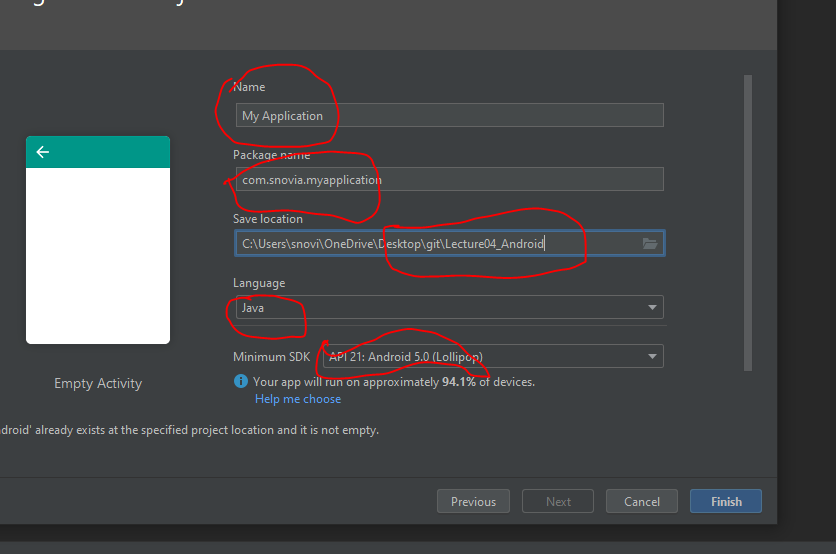 Name
My Application
Package name
com.snovia.myapplication
Save location
C:\Users\snovi\OneDrive\Desktop\git\Lecture04_Android
Language
Java
Minimum SDK API 21: Android 5.0 (Lollipop)
Your app will run on approximately 94.1% of devices.
Help me choose
Empty Activity
droid' already exists at the specified project location and it is not empty.
Previous Next Cancel Finish